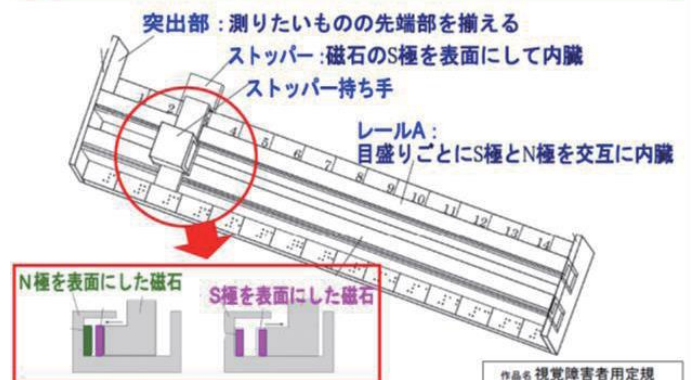 突出部：測りたいものの先端部を揃える
ストッパー：磁石のS極を表面にして内臓
ストッパー持ち手
レールA：
目盛りごとにS極とN極を交互に内臓
1 2 3 4 5 6 7 8 9 10 11 12 13 14
N極を表面にした磁石
S極を表面にした磁石
作品名 視覚障害者用定規